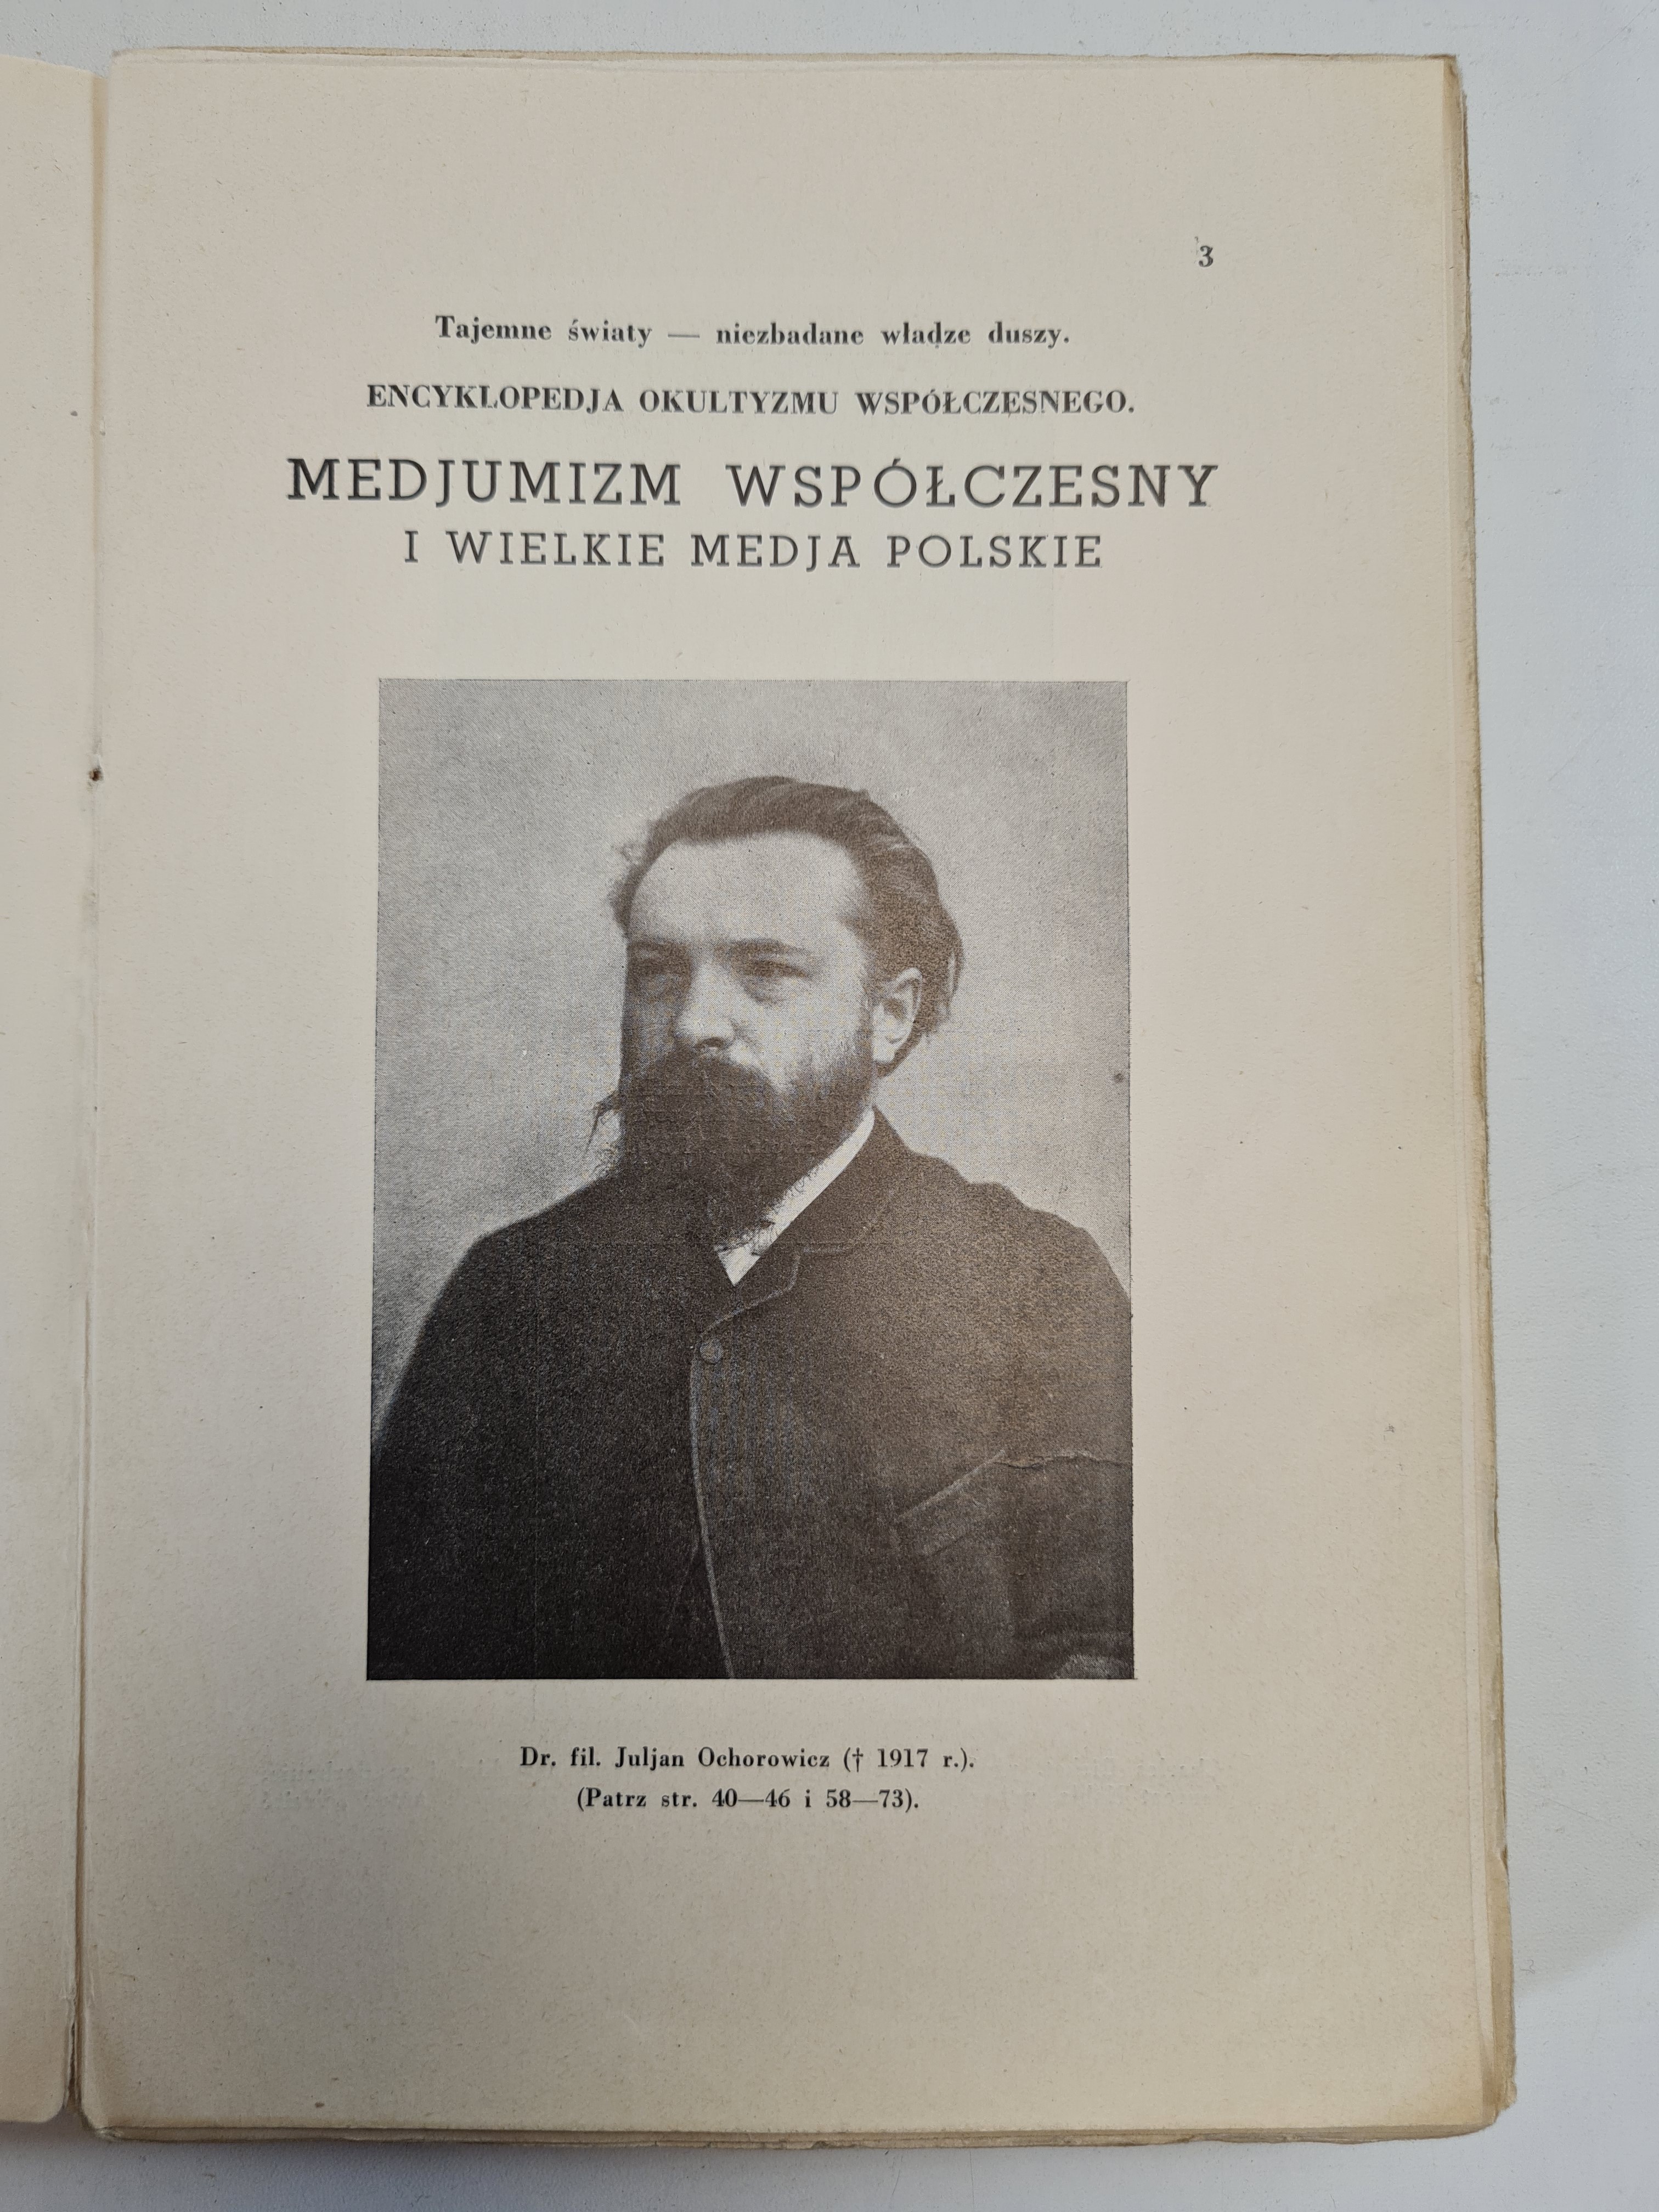 3
Tajemne światy — niezbadane władze duszy.
ENCYKLOPEDJA OKULTYZMU WSPÓŁCZESNEGO.
MEDJUMIZM WSPÓŁCZESNY
I WIELKIE MEDJA POLSKIE
Dr. fil. Juljan Ochorowicz († 1917 r.).
(Patrz str. 40—46 i 58—73).